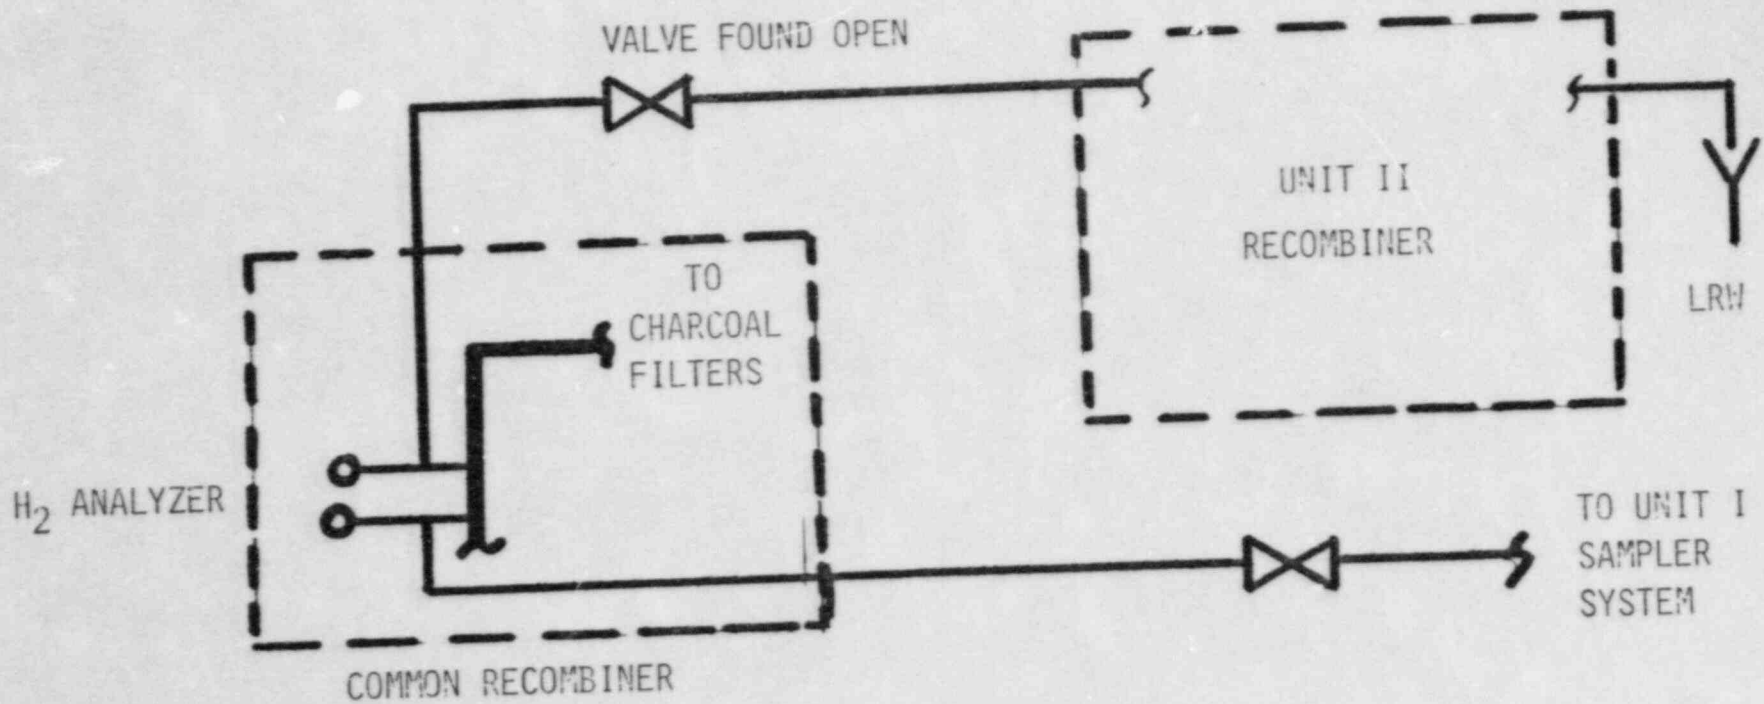 VALVE FOUND OPEN
UNIT II
RECOMBINER
LRW
TO
CHARCOAL
FILTERS
H2 ANALYZER
TO UNIT I
SAMPLER
SYSTEM
COMMON RECOMBINER